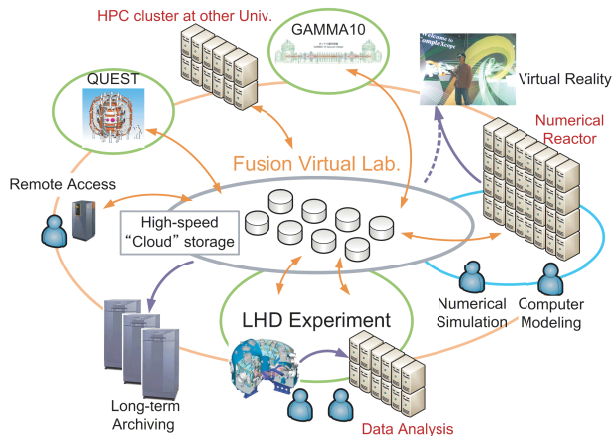 HPC cluster at other Univ.
GAMMA10
QUEST
Virtual Reality
Numerical
Reactor
Fusion Virtual Lab.
Remote Access
High-speed
“Cloud” storage
Numerical
Simulation
Computer
Modeling
LHD Experiment
Long-term
Archiving
Data Analysis